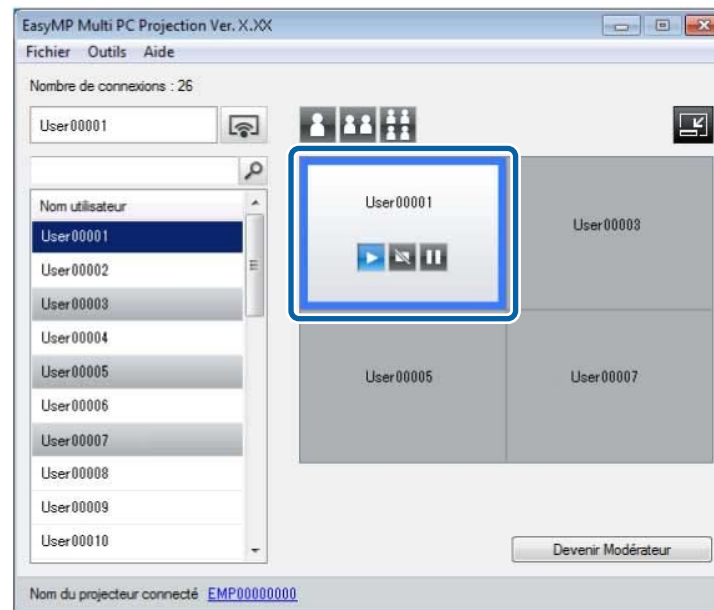 EasyMP Multi PC Projection Ver. X.XX
Fichier Outils Aide
Nombre de connexions : 26
User00001
Nom utilisateur
User00001
User00002
User00003
User00004
User00005
User00006
User00007
User00008
User00009
User00010
User00001
User00003
User00005
User00007
Devenir Modérateur
Nom du projecteur connecté EMP00000000